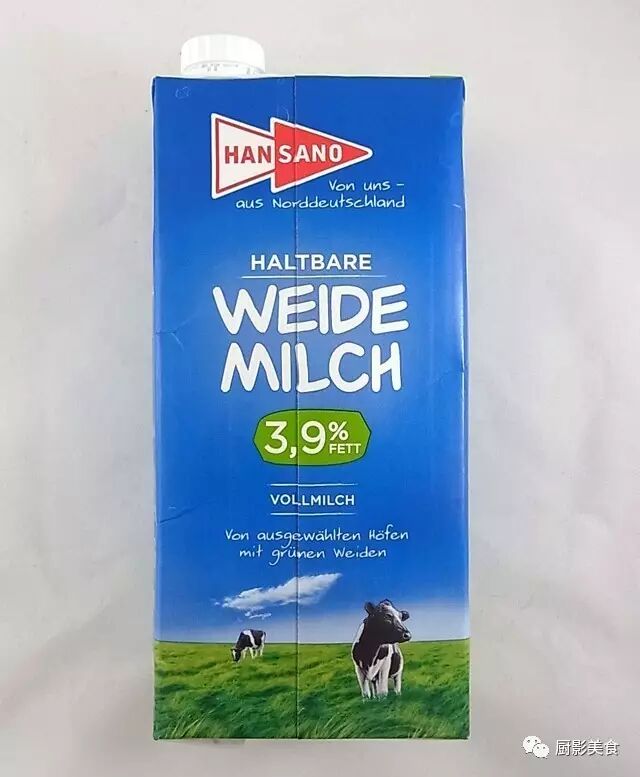 HANSANO
Von uns –
aus Norddeutschland
HALTBARE
WEIDE
MILCH
3,9%
FETT
VOLLMILCH
Von ausgewählten Höfen
mit grünen Weiden
厨影美食